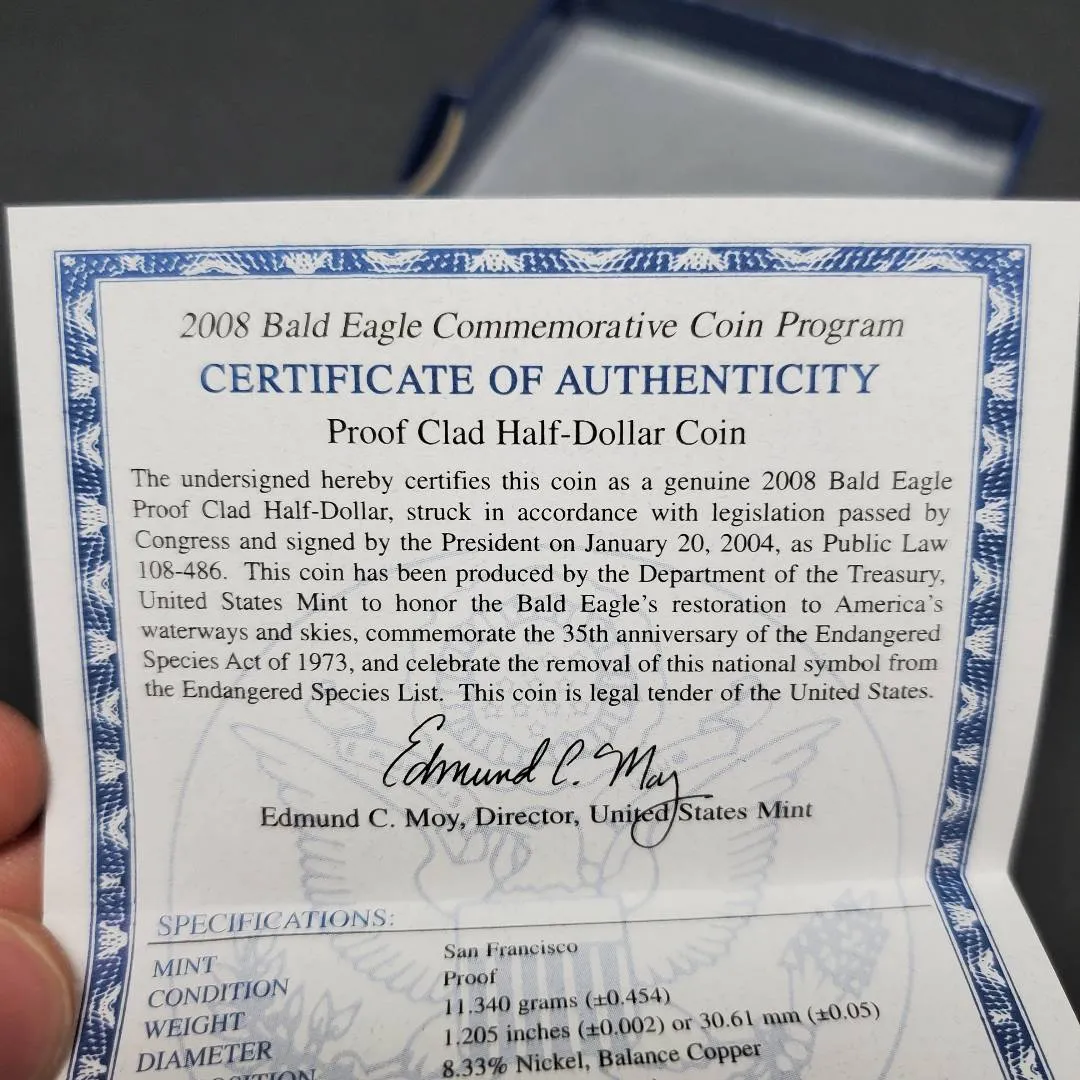 2008 Bald Eagle Commemorative Coin Program
CERTIFICATE OF AUTHENTICITY
Proof Clad Half-Dollar Coin
The undersigned hereby certifies this coin as a genuine 2008 Bald Eagle
Proof Clad Half-Dollar, struck in accordance with legislation passed by
Congress and signed by the President on January 20, 2004, as Public Law
108-486. This coin has been produced by the Department of the Treasury,
United States Mint to honor the Bald Eagle's restoration to America's
waterways and skies, commemorate the 35th anniversary of the Endangered
Species Act of 1973, and celebrate the removal of this national symbol from
the Endangered Species List. This coin is legal tender of the United States.
Edmund C. Moy
Edmund C. Moy, Director, United States Mint
SPECIFICATIONS:
MINT San Francisco
CONDITION Proof
WEIGHT 11.340 grams (±0.454)
DIAMETER 1.205 inches (±0.002) or 30.61 mm (±0.05)
8.33% Nickel, Balance Copper